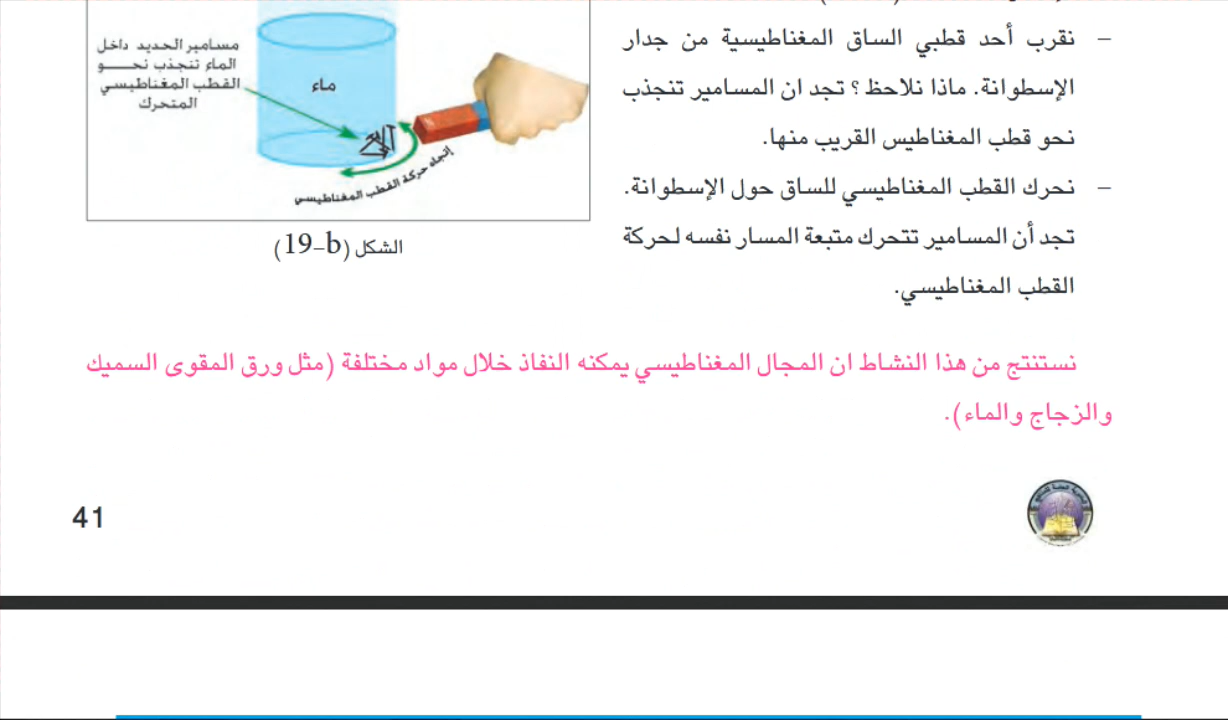 – نقرب أحد قطبي الساق المغناطيسية من جدار
الإسطوانة. ماذا نلاحظ ؟ تجد ان المسامير تنجذب
نحو قطب المغناطيس القريب منها.
– نحرك القطب المغناطيسي للساق حول الإسطوانة.
تجد أن المسامير تتحرك متبعة المسار نفسه لحركة
القطب المغناطيسي.
مسامير الحديد داخل
الماء تنجذب نحو
القطب المغناطيسي
المتحرك
ماء
إتجاه حركة القطب المغناطيسي
الشكل (19-b)
نستنتج من هذا النشاط ان المجال المغناطيسي يمكنه النفاذ خلال مواد مختلفة (مثل ورق المقوى السميك
والزجاج والماء).
41